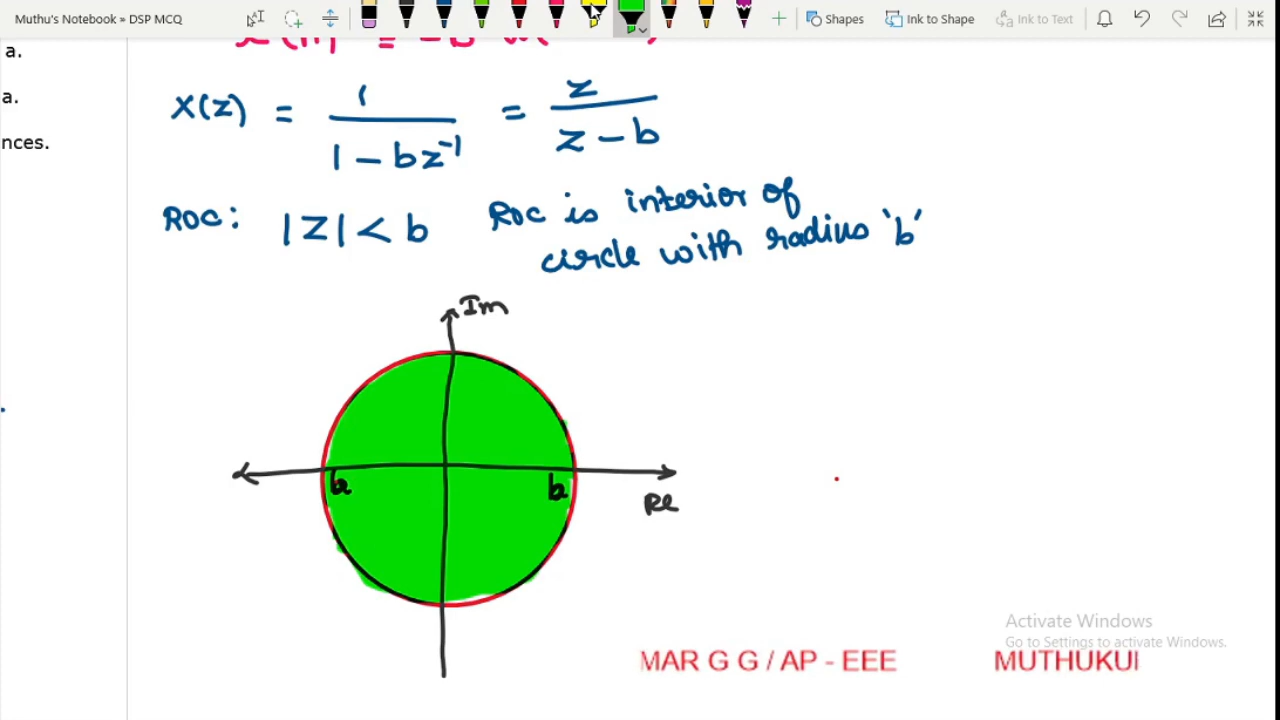 Muthu's Notebook » DSP MCQ
Shapes
Ink to Shape
Ink to Text
a.
a.
nces.
X(z) = 1 / 1 - bz⁻¹ = z / z - b
ROC: |Z| < b ROC is interior of
circle with radius 'b'
Im
b b
Re
Activate Windows
Go to Settings to activate Windows.
MAR G G / AP - EEE MUTHUKU